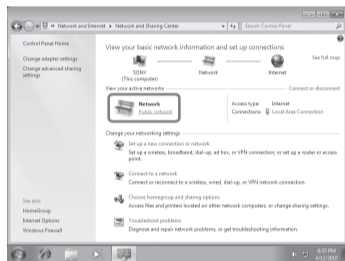 Network and Internet ▸ Network and Sharing Center
Search Control Panel
Control Panel Home
Change adapter settings
Change advanced sharing
settings
View your basic network information and set up connections
See full map
SONY
(This computer)
Network
Internet
View your active networks
Connect or disconnect
Network
Public network
Access type: Internet
Connections: Local Area Connection
Change your networking settings
Set up a new connection or network
Set up a wireless, broadband, dial-up, ad hoc, or VPN connection; or set up a router or access
point.
Connect to a network
Connect or reconnect to a wireless, wired, dial-up, or VPN network connection.
Choose homegroup and sharing options
Access files and printers located on other network computers, or change sharing settings.
Troubleshoot problems
Diagnose and repair network problems, or get troubleshooting information.
See also
HomeGroup
Internet Options
Windows Firewall
8:33 PM
4/12/2010